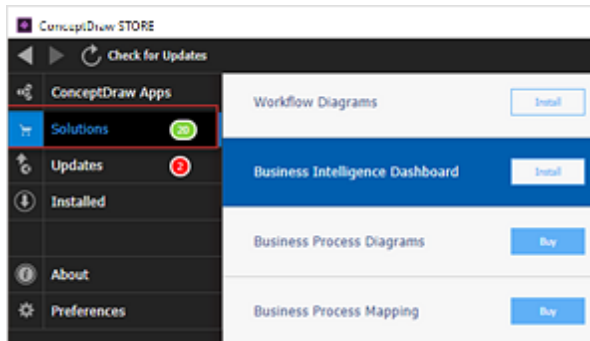 ConceptDraw STORE
Check for Updates
ConceptDraw Apps
Solutions 20
Updates 2
Installed
About
Preferences
Workflow Diagrams Install
Business Intelligence Dashboard Install
Business Process Diagrams Buy
Business Process Mapping Buy